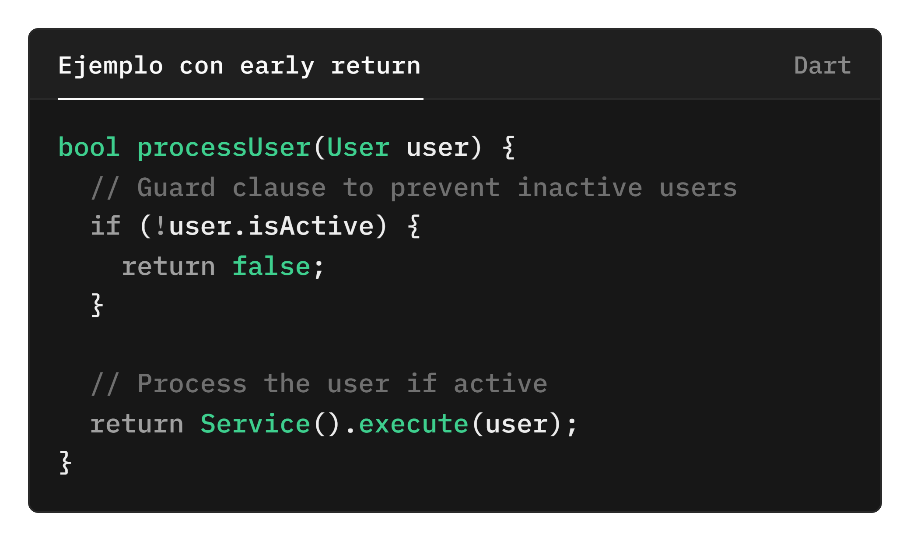 Ejemplo con early return
Dart
bool processUser(User user) {
  // Guard clause to prevent inactive users
  if (!user.isActive) {
    return false;
  }

  // Process the user if active
  return Service().execute(user);
}